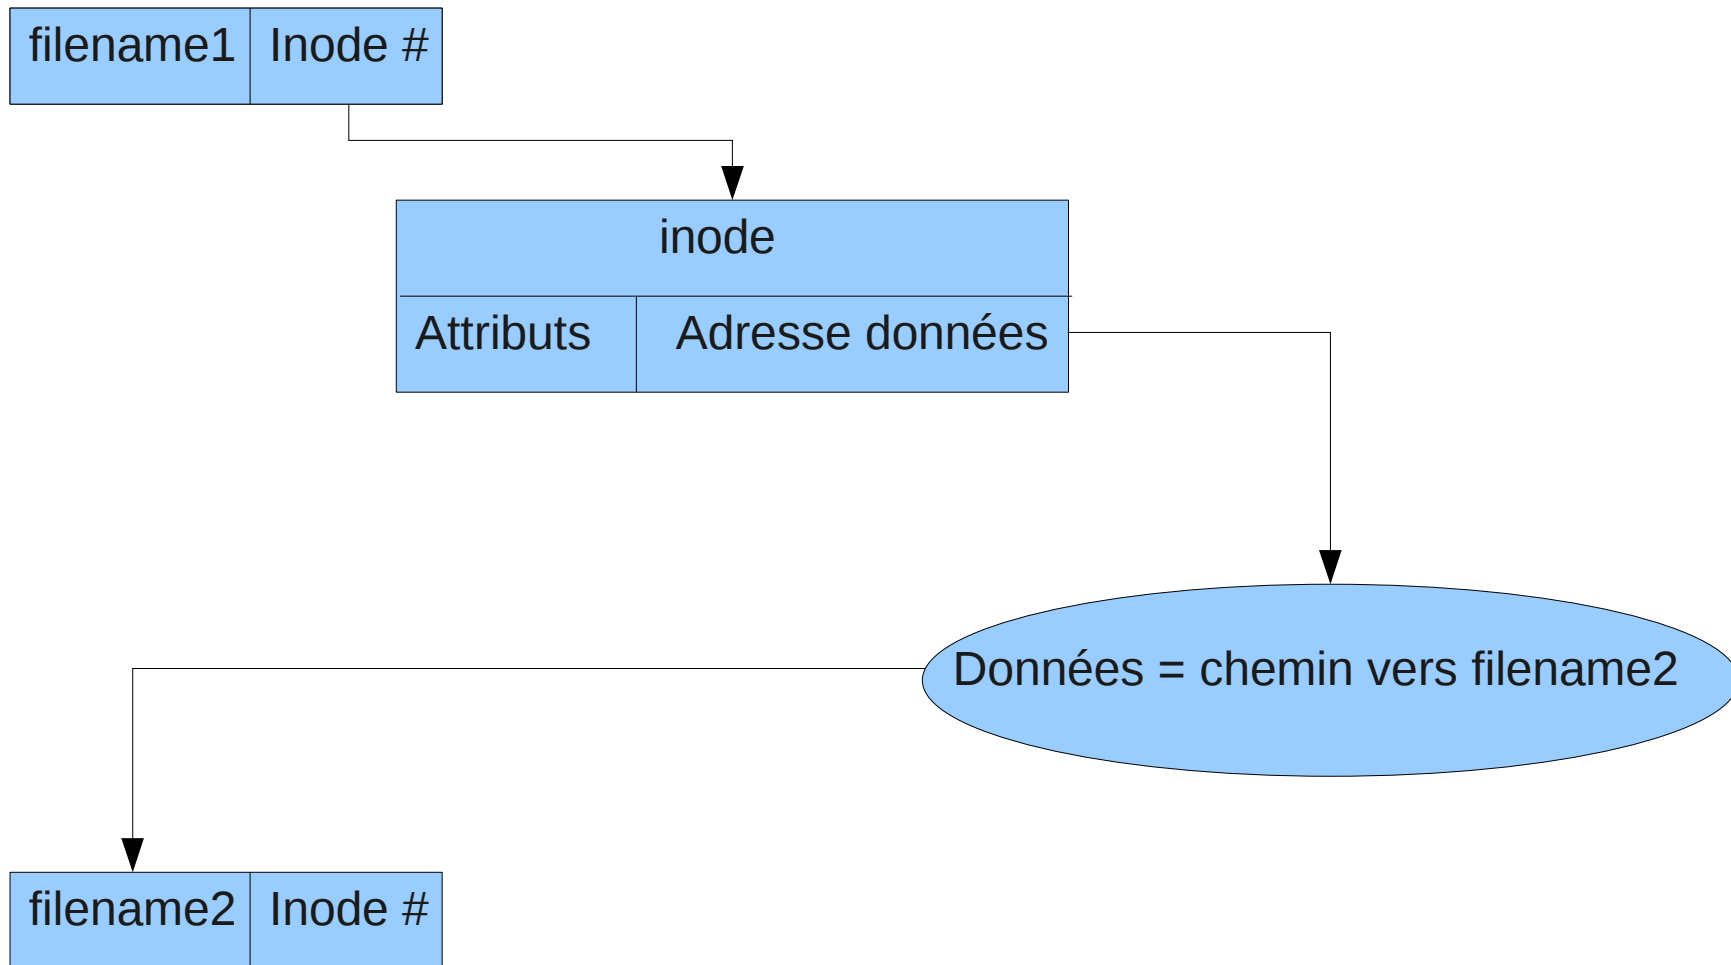 filename1 Inode #
inode
Attributs Adresse données
Données = chemin vers filename2
filename2 Inode #